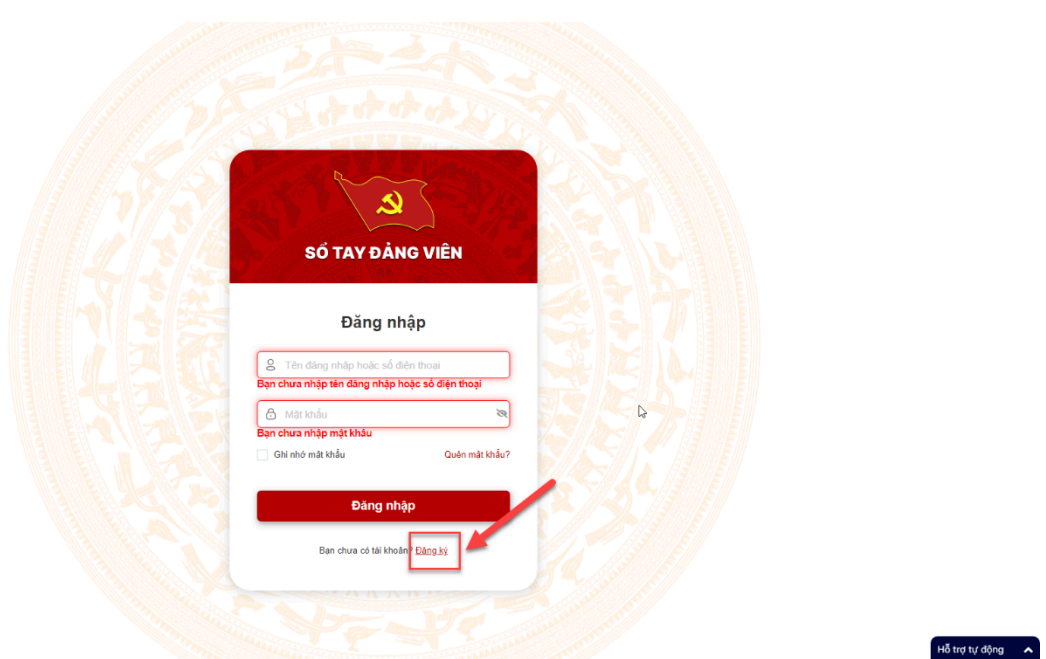 SỔ TAY ĐẢNG VIÊN
Đăng nhập
Tên đăng nhập hoặc số điện thoại
Bạn chưa nhập tên đăng nhập hoặc số điện thoại
Mật khẩu
Bạn chưa nhập mật khẩu
Ghi nhớ mật khẩu Quên mật khẩu?
Đăng nhập
Bạn chưa có tài khoản? Đăng ký
Hỗ trợ tự động